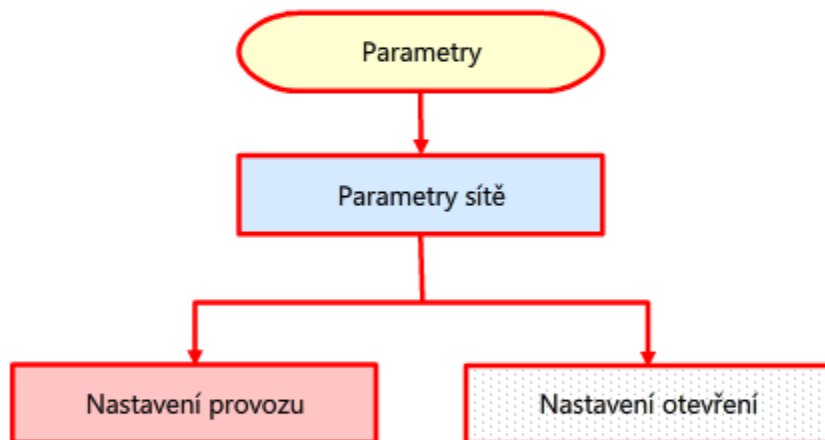 Parametry
Parametry sítě
Nastavení provozu
Nastavení otevření